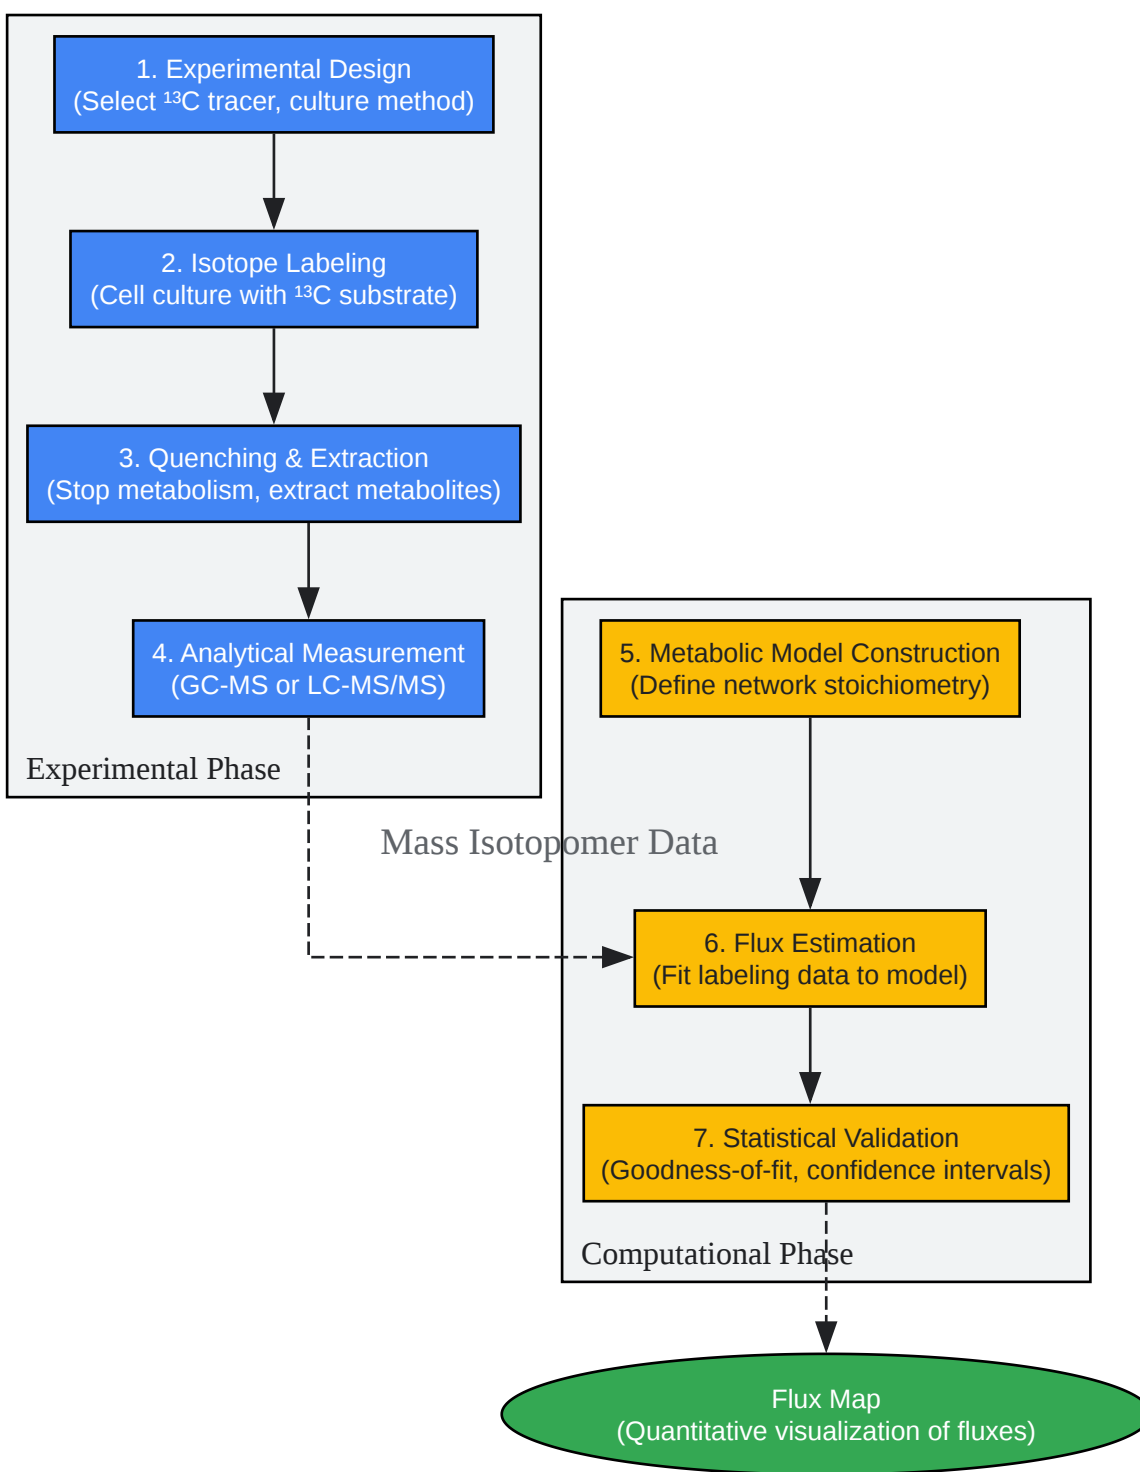 1. Experimental Design
(Select ¹³C tracer, culture method)
2. Isotope Labeling
(Cell culture with ¹³C substrate)
3. Quenching & Extraction
(Stop metabolism, extract metabolites)
4. Analytical Measurement
(GC-MS or LC-MS/MS)
Experimental Phase
Mass Isotopomer Data
5. Metabolic Model Construction
(Define network stoichiometry)
6. Flux Estimation
(Fit labeling data to model)
7. Statistical Validation
(Goodness-of-fit, confidence intervals)
Computational Phase
Flux Map
(Quantitative visualization of fluxes)